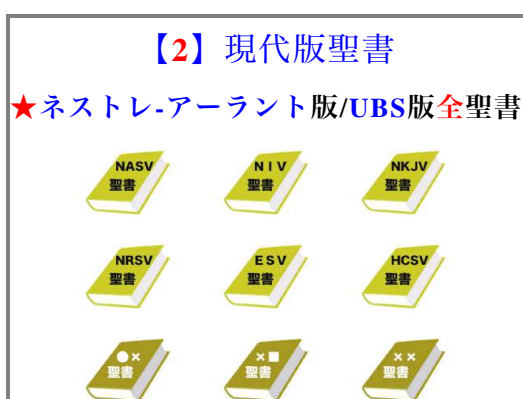 【2】現代版聖書
★ネストレ-アーラント版/UBS版全聖書
NASV NIV NKJV
聖書 聖書 聖書
NRSV ESV HCSV
聖書 聖書 聖書
●× ×■ ××
聖書 聖書 聖書